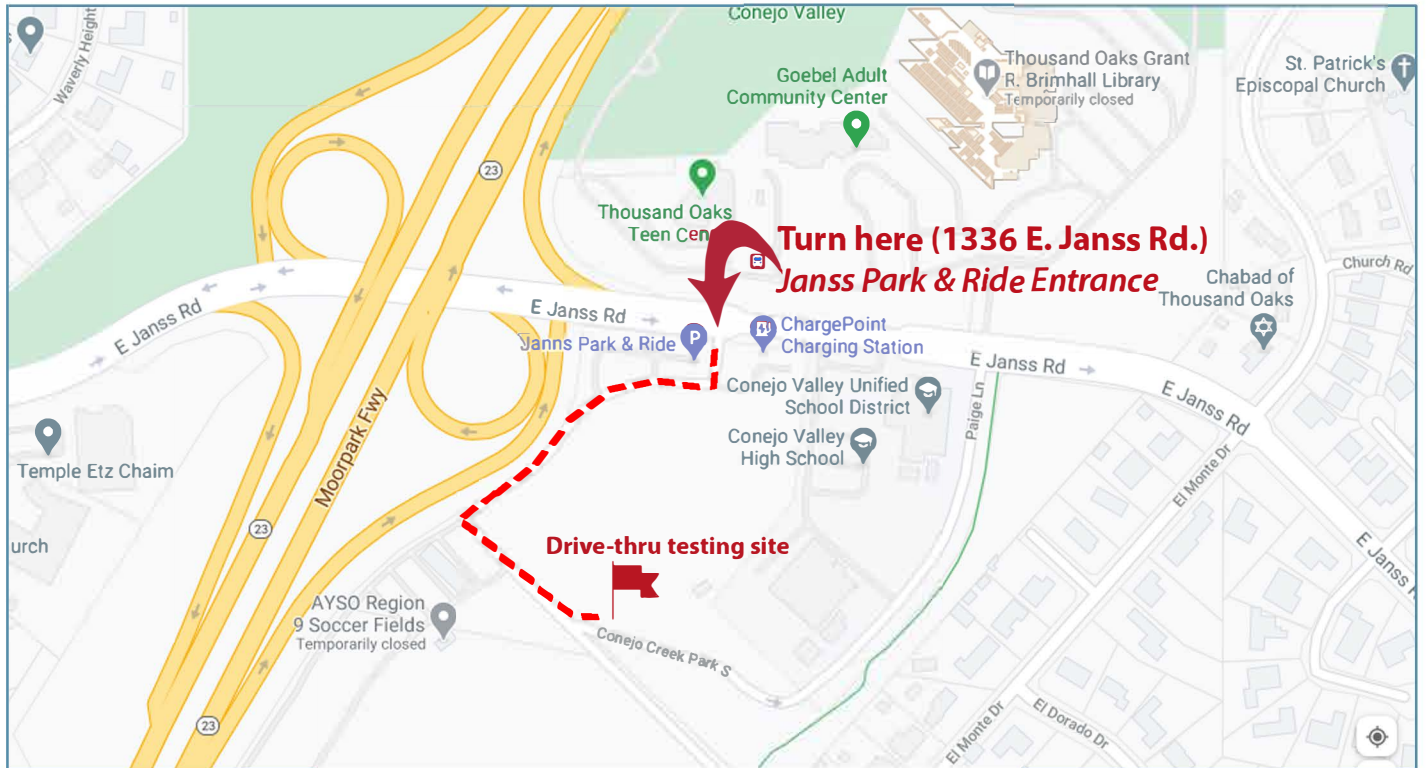 Conejo Valley
Waverly Height
Thousand Oaks Grant
R. Brimhall Library
Temporarily closed
St. Patrick's
Episcopal Church
Goebel Adult
Community Center
23
Thousand Oaks
Teen Cen
Turn here (1336 E. Janss Rd.)
Janss Park & Ride Entrance
Church Rd
Chabad of
Thousand Oaks
E Janss Rd
E Janss Rd
Janns Park & Ride
P
ChargePoint
Charging Station
E Janss Rd
E Janss Rd
Conejo Valley Unified
School District
Paige Ln
Conejo Valley
High School
El Monte Dr
Moorpark Fwy
Temple Etz Chaim
23
urch
Drive-thru testing site
E Janss R
AYSO Region
9 Soccer Fields
Temporarily closed
Conejo Creek Park S
El Monte Dr
El Dorado Dr
23